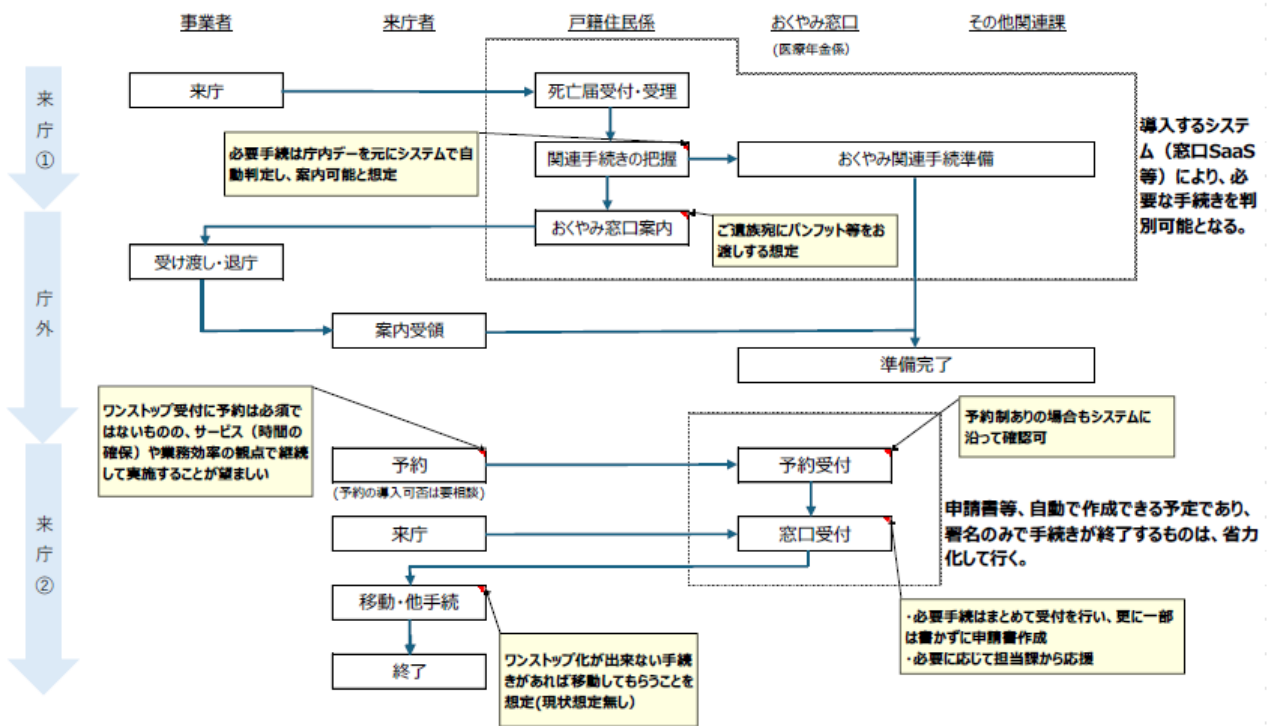 事業者
来庁者
戸籍住民係
おくやみ窓口
(医療年金係)
その他関連課
来庁①
来庁
死亡届受付・受理
必要手続は庁内デーを元にシステムで自
動判定し、案内可能と想定
関連手続きの把握
おくやみ関連手続準備
導入するシステ
ム（窓口SaaS
等）により、必
要な手続きを判
別可能となる。
おくやみ窓口案内
ご遺族宛にパンフット等をお
渡しする想定
受け渡し・退庁
庁外
案内受領
準備完了
ワンストップ受付に予約は必須で
はないものの、サービス（時間の
確保）や業務効率の観点で継続
して実施することが望ましい
予約制ありの場合もシステムに
沿って確認可
予約
(予約の導入可否は要相談)
予約受付
来庁②
来庁
窓口受付
申請書等、自動で作成できる予定であり、
署名のみで手続きが終了するものは、省力
化して行く。
移動・他手続
・必要手続はまとめて受付を行い、更に一部
は書かずに申請書作成
・必要に応じて担当課から応援
ワンストップ化が出来ない手続
きがあれば移動してもらうことを
想定(現状想定無し）
終了